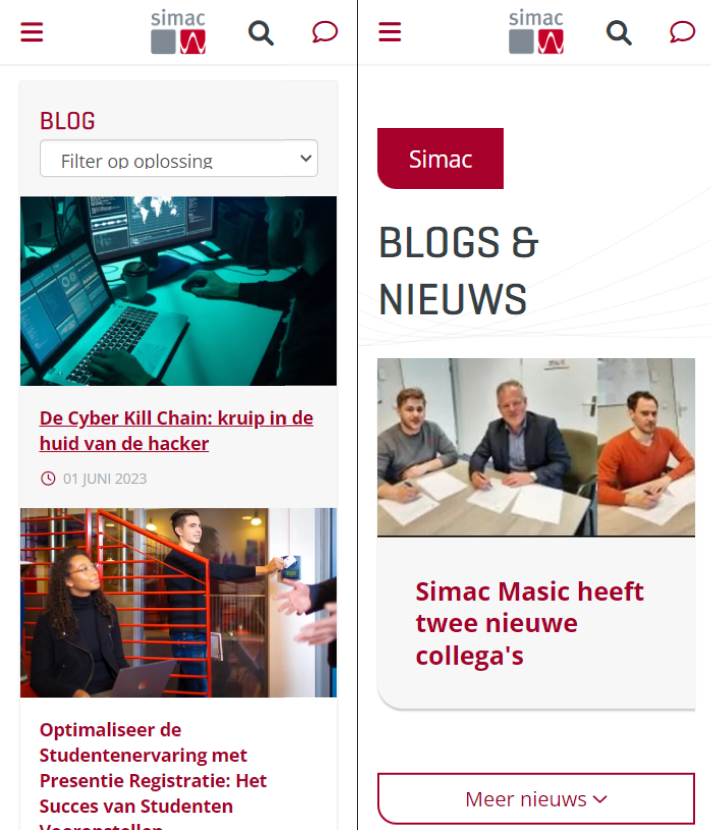 simac
BLOG
Filter op oplossing
De Cyber Kill Chain: kruip in de
huid van de hacker
01 JUNI 2023
Optimaliseer de
Studentenervaring met
Presentie Registratie: Het
Succes van Studenten
Vooropstellen
simac
Simac
BLOGS &
NIEUWS
Simac Masic heeft
twee nieuwe
collega's
Meer nieuws